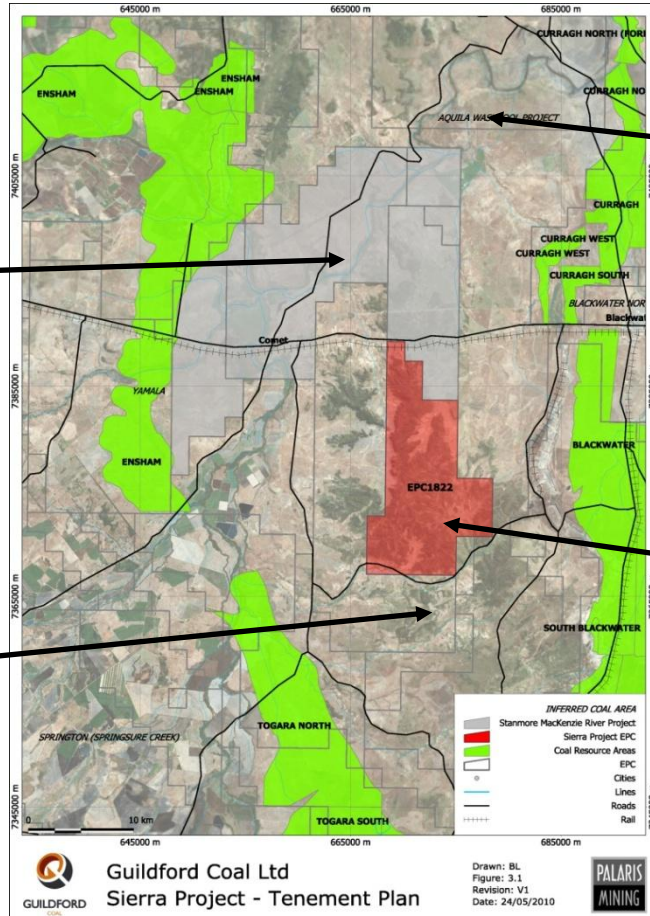 645000 m
665000 m
685000 m
CURRAGH NORTH (FOR
ENSHAM
ENSHAM
ENSHAM
CURRAGH NO
AQUILA WAS POOL PROJECT
7405000 m
CURRAGH
CURRAGH WEST
CURRAGH WEST
CURRAGH SOUTH
BLACKWATER NOR
Blackwat
Comet
7385000 m
YAMALA
BLACKWATER
ENSHAM
EPC1822
7365000 m
SOUTH BLACKWATER
INFERRED COAL AREA
Stanmore MacKenzie River Project
Sierra Project EPC
Coal Resource Areas
EPC
Cities
Lines
Roads
Rail
TOGARA NORTH
SPRINGTON (SPRINGSURE CREEK)
7345000 m
0 10 km
TOGARA SOUTH
645000 m
665000 m
685000 m
GUILDFORD
COAL
Guildford Coal Ltd
Sierra Project - Tenement Plan
Drawn: BL
Figure: 3.1
Revision: V1
Date: 24/05/2010
PALARIS
MINING